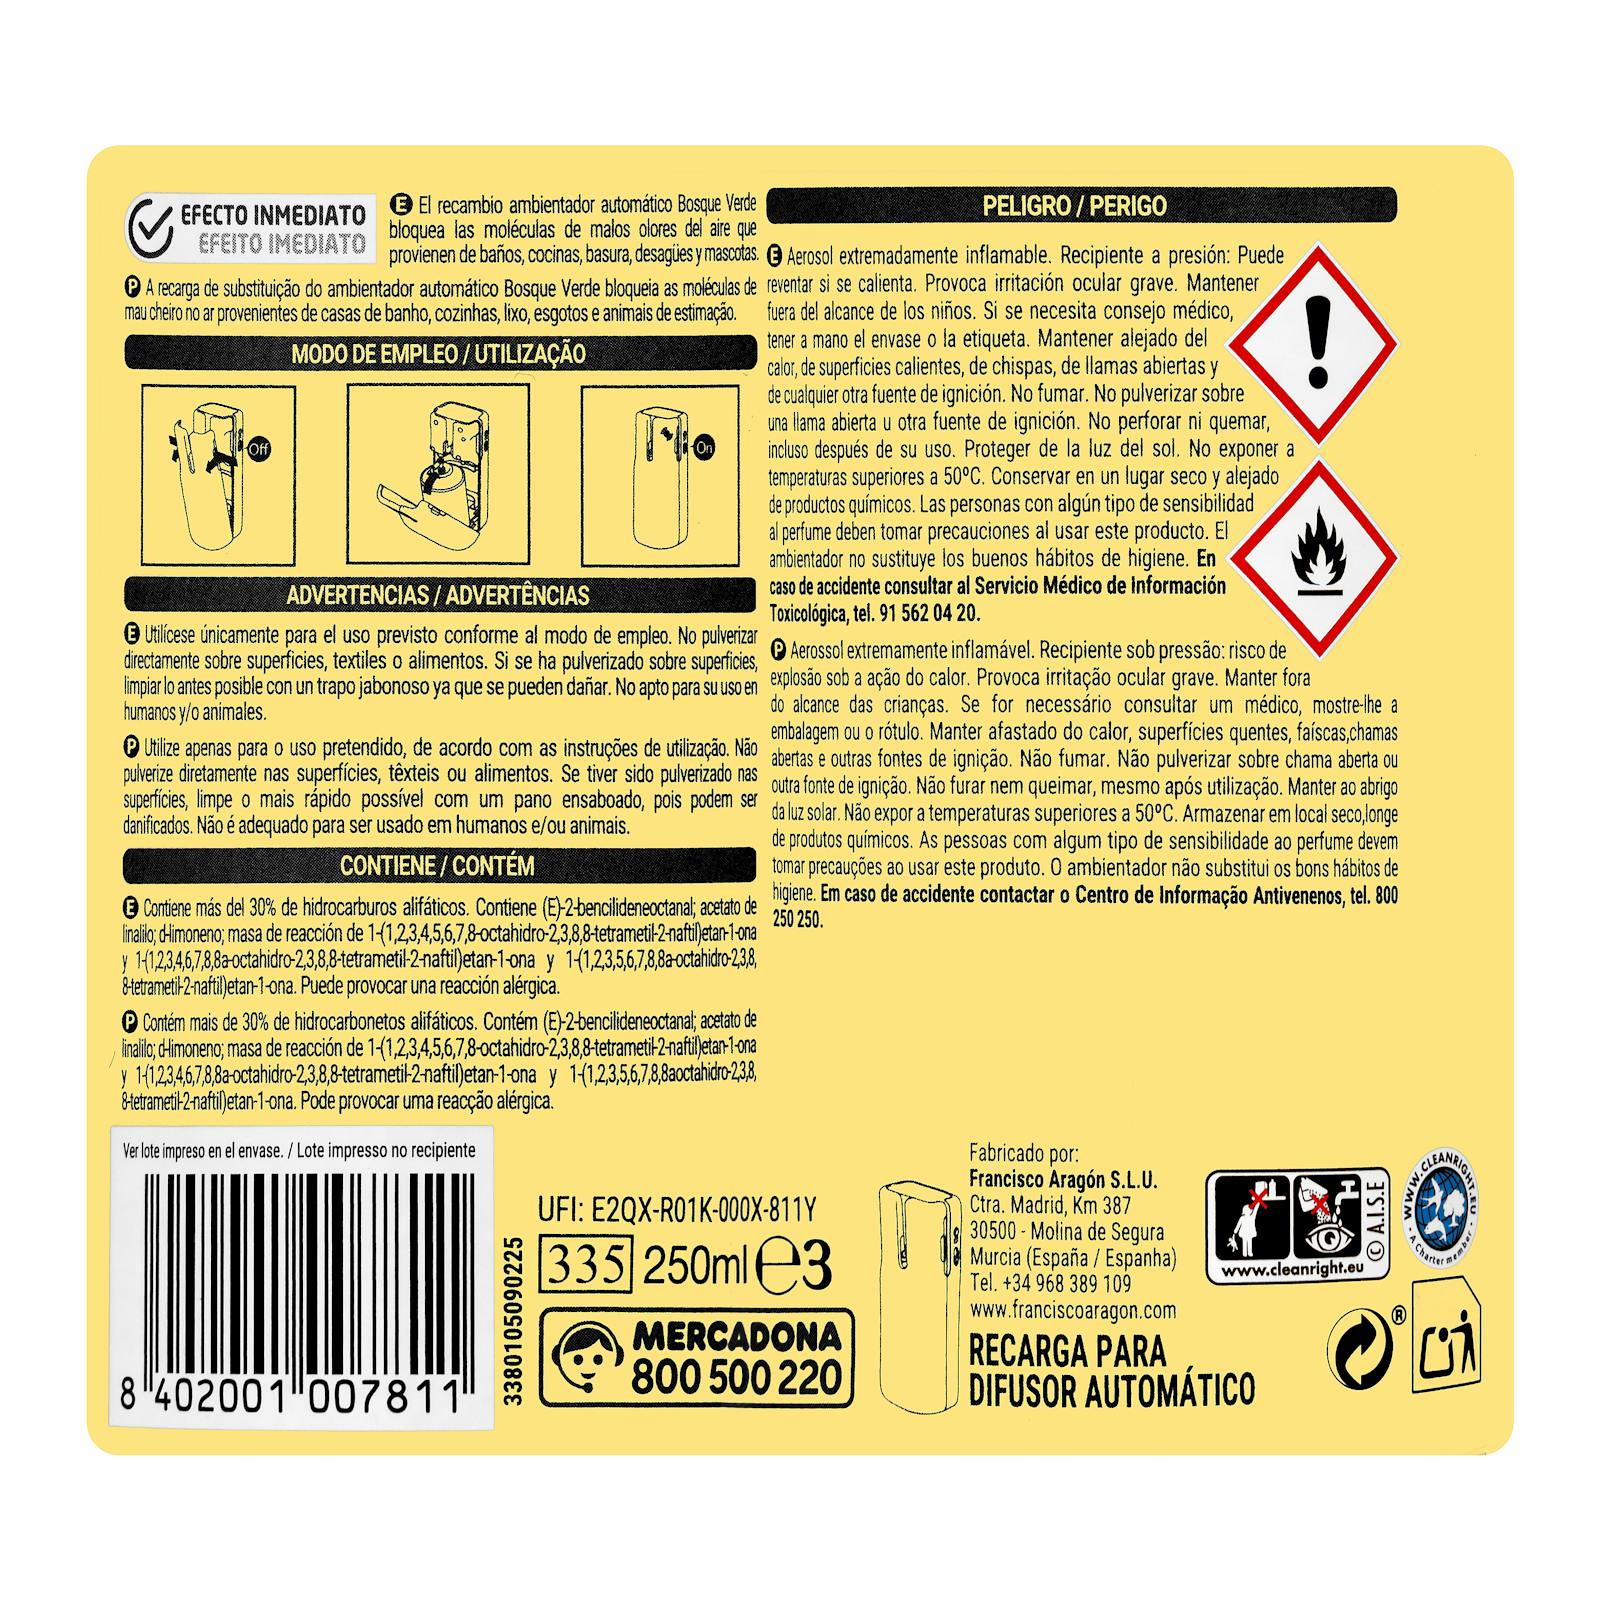 EFECTO INMEDIATO
EFEITO IMEDIATO
E El recambio ambientador automático Bosque Verde
bloquea las moléculas de malos olores del aire que
provienen de baños, cocinas, basura, desagües y mascotas.
P A recarga de substituição do ambientador automático Bosque Verde bloqueia as moléculas de
mau cheiro no ar provenientes de casas de banho, cozinhas, lixo, esgotos e animais de estimação.
MODO DE EMPLEO / UTILIZAÇÃO
Off
On
ADVERTENCIAS / ADVERTÊNCIAS
E Utilícese únicamente para el uso previsto conforme al modo de empleo. No pulverizar
directamente sobre superficies, textiles o alimentos. Si se ha pulverizado sobre superficies,
limpiar lo antes posible con un trapo jabonoso ya que se pueden dañar. No apto para su uso en
humanos y/o animales.
P Utilize apenas para o uso pretendido, de acordo com as instruções de utilização. Não
pulverize diretamente nas superfícies, têxteis ou alimentos. Se tiver sido pulverizado nas
superfícies, limpe o mais rápido possível com um pano ensaboado, pois podem ser
danificados. Não é adequado para ser usado em humanos e/ou animais.
CONTIENE / CONTÉM
E Contiene más del 30% de hidrocarburos alifáticos. Contiene (E)-2-bencilideneoctanal; acetato de
linalilo; d-limoneno; masa de reacción de 1-(1,2,3,4,5,6,7,8-octahidro-2,3,8,8-tetrametil-2-naftil)etan-1-ona
y 1-(1,2,3,4,6,7,8,8a-octahidro-2,3,8,8-tetrametil-2-naftil)etan-1-ona y 1-(1,2,3,5,6,7,8,8a-octahidro-2,3,8,
8-tetrametil-2-naftil)etan-1-ona. Puede provocar una reacción alérgica.
P Contém mais de 30% de hidrocarbonetos alifáticos. Contém (E)-2-bencilideneoctanal; acetato de
linalilo; d-limoneno; masa de reacción de 1-(1,2,3,4,5,6,7,8-octahidro-2,3,8,8-tetrametil-2-naftil)etan-1-ona
y 1-(1,2,3,4,6,7,8,8a-octahidro-2,3,8,8-tetrametil-2-naftil)etan-1-ona y 1-(1,2,3,5,6,7,8,8aoctahidro-2,3,8,
8-tetrametil-2-naftil)etan-1-ona. Pode provocar uma reacção alérgica.
PELIGRO / PERIGO
E Aerosol extremadamente inflamable. Recipiente a presión: Puede
reventar si se calienta. Provoca irritación ocular grave. Mantener
fuera del alcance de los niños. Si se necesita consejo médico,
tener a mano el envase o la etiqueta. Mantener alejado del
calor, de superficies calientes, de chispas, de llamas abiertas y
de cualquier otra fuente de ignición. No fumar. No pulverizar sobre
una llama abierta u otra fuente de ignición. No perforar ni quemar,
incluso después de su uso. Proteger de la luz del sol. No exponer a
temperaturas superiores a 50ºC. Conservar en un lugar seco y alejado
de productos químicos. Las personas con algún tipo de sensibilidad
al perfume deben tomar precauciones al usar este producto. El
ambientador no sustituye los buenos hábitos de higiene. En
caso de accidente consultar al Servicio Médico de Información
Toxicológica, tel. 91 562 04 20.
P Aerossol extremamente inflamável. Recipiente sob pressão: risco de
explosão sob a ação do calor. Provoca irritação ocular grave. Manter fora
do alcance das crianças. Se for necessário consultar um médico, mostre-lhe a
embalagem ou o rótulo. Manter afastado do calor, superfícies quentes, faíscas,chamas
abertas e outras fontes de ignição. Não fumar. Não pulverizar sobre chama aberta ou
outra fonte de ignição. Não furar nem queimar, mesmo após utilização. Manter ao abrigo
da luz solar. Não expor a temperaturas superiores a 50ºC. Armazenar em local seco,longe
de produtos químicos. As pessoas com algum tipo de sensibilidade ao perfume devem
tomar precauções ao usar este produto. O ambientador não substitui os bons hábitos de
higiene. Em caso de accidente contactar o Centro de Informação Antivenenos, tel. 800
250 250.
Ver lote impreso en el envase. / Lote impresso no recipiente
8 402001 007811
3380105090225
UFI: E2QX-R01K-000X-811Y
335 250ml e 3
MERCADONA
800 500 220
Fabricado por:
Francisco Aragón S.L.U.
Ctra. Madrid, Km 387
30500 - Molina de Segura
Murcia (España / Espanha)
Tel. +34 968 389 109
www.franciscoaragon.com
RECARGA PARA
DIFUSOR AUTOMÁTICO
www.cleanright.eu
© A.I.S.E
WWW.CLEANRIGHT.EU
A Charter member
®